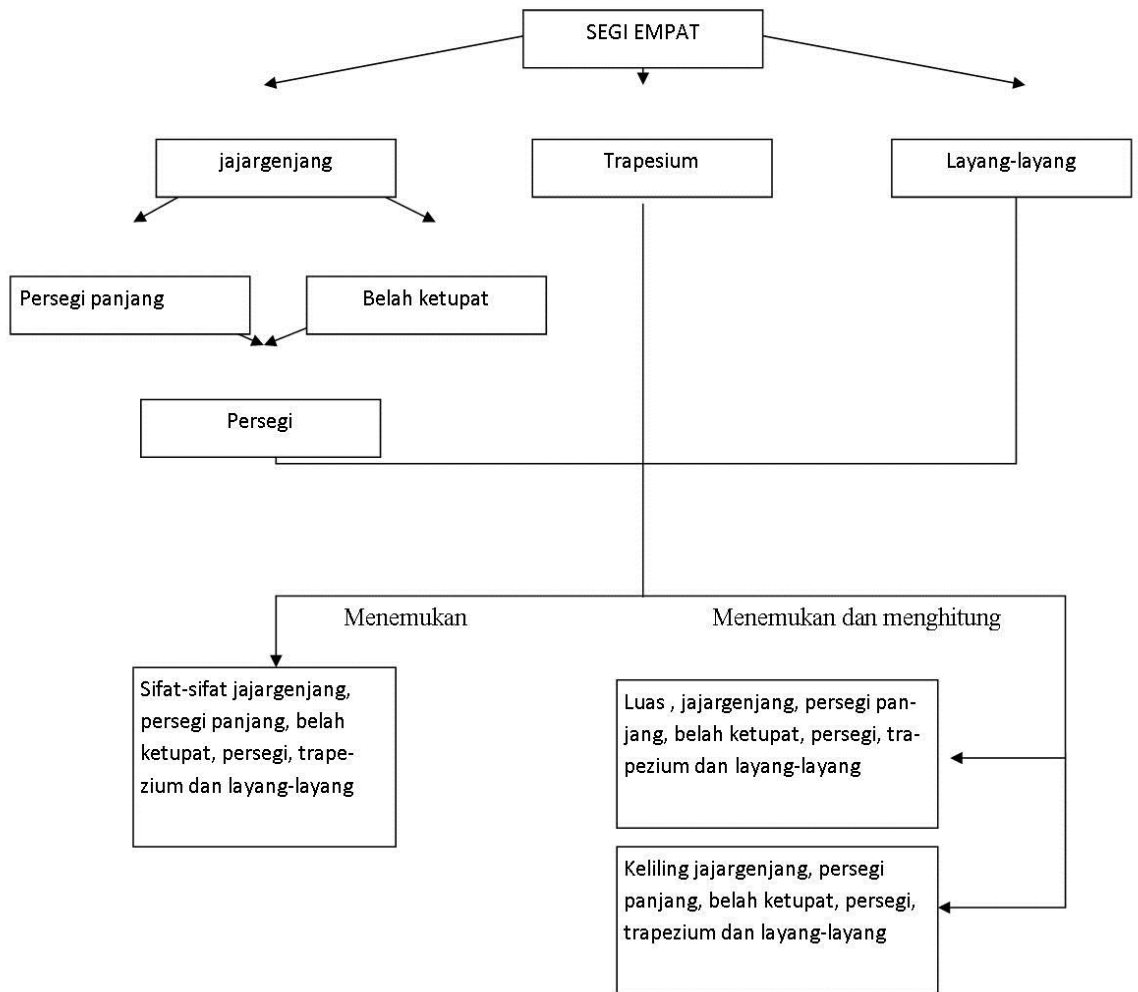 SEGI EMPAT
jajargenjang
Trapesium
Layang-layang
Persegi panjang
Belah ketupat
Persegi
Menemukan
Menemukan dan menghitung
Sifat-sifat jajargenjang,
persegi panjang, belah
ketupat, persegi, trape-
zium dan layang-layang
Luas , jajargenjang, persegi pan-
jang, belah ketupat, persegi, tra-
pezium dan layang-layang
Keliling jajargenjang, persegi
panjang, belah ketupat, persegi,
trapezium dan layang-layang